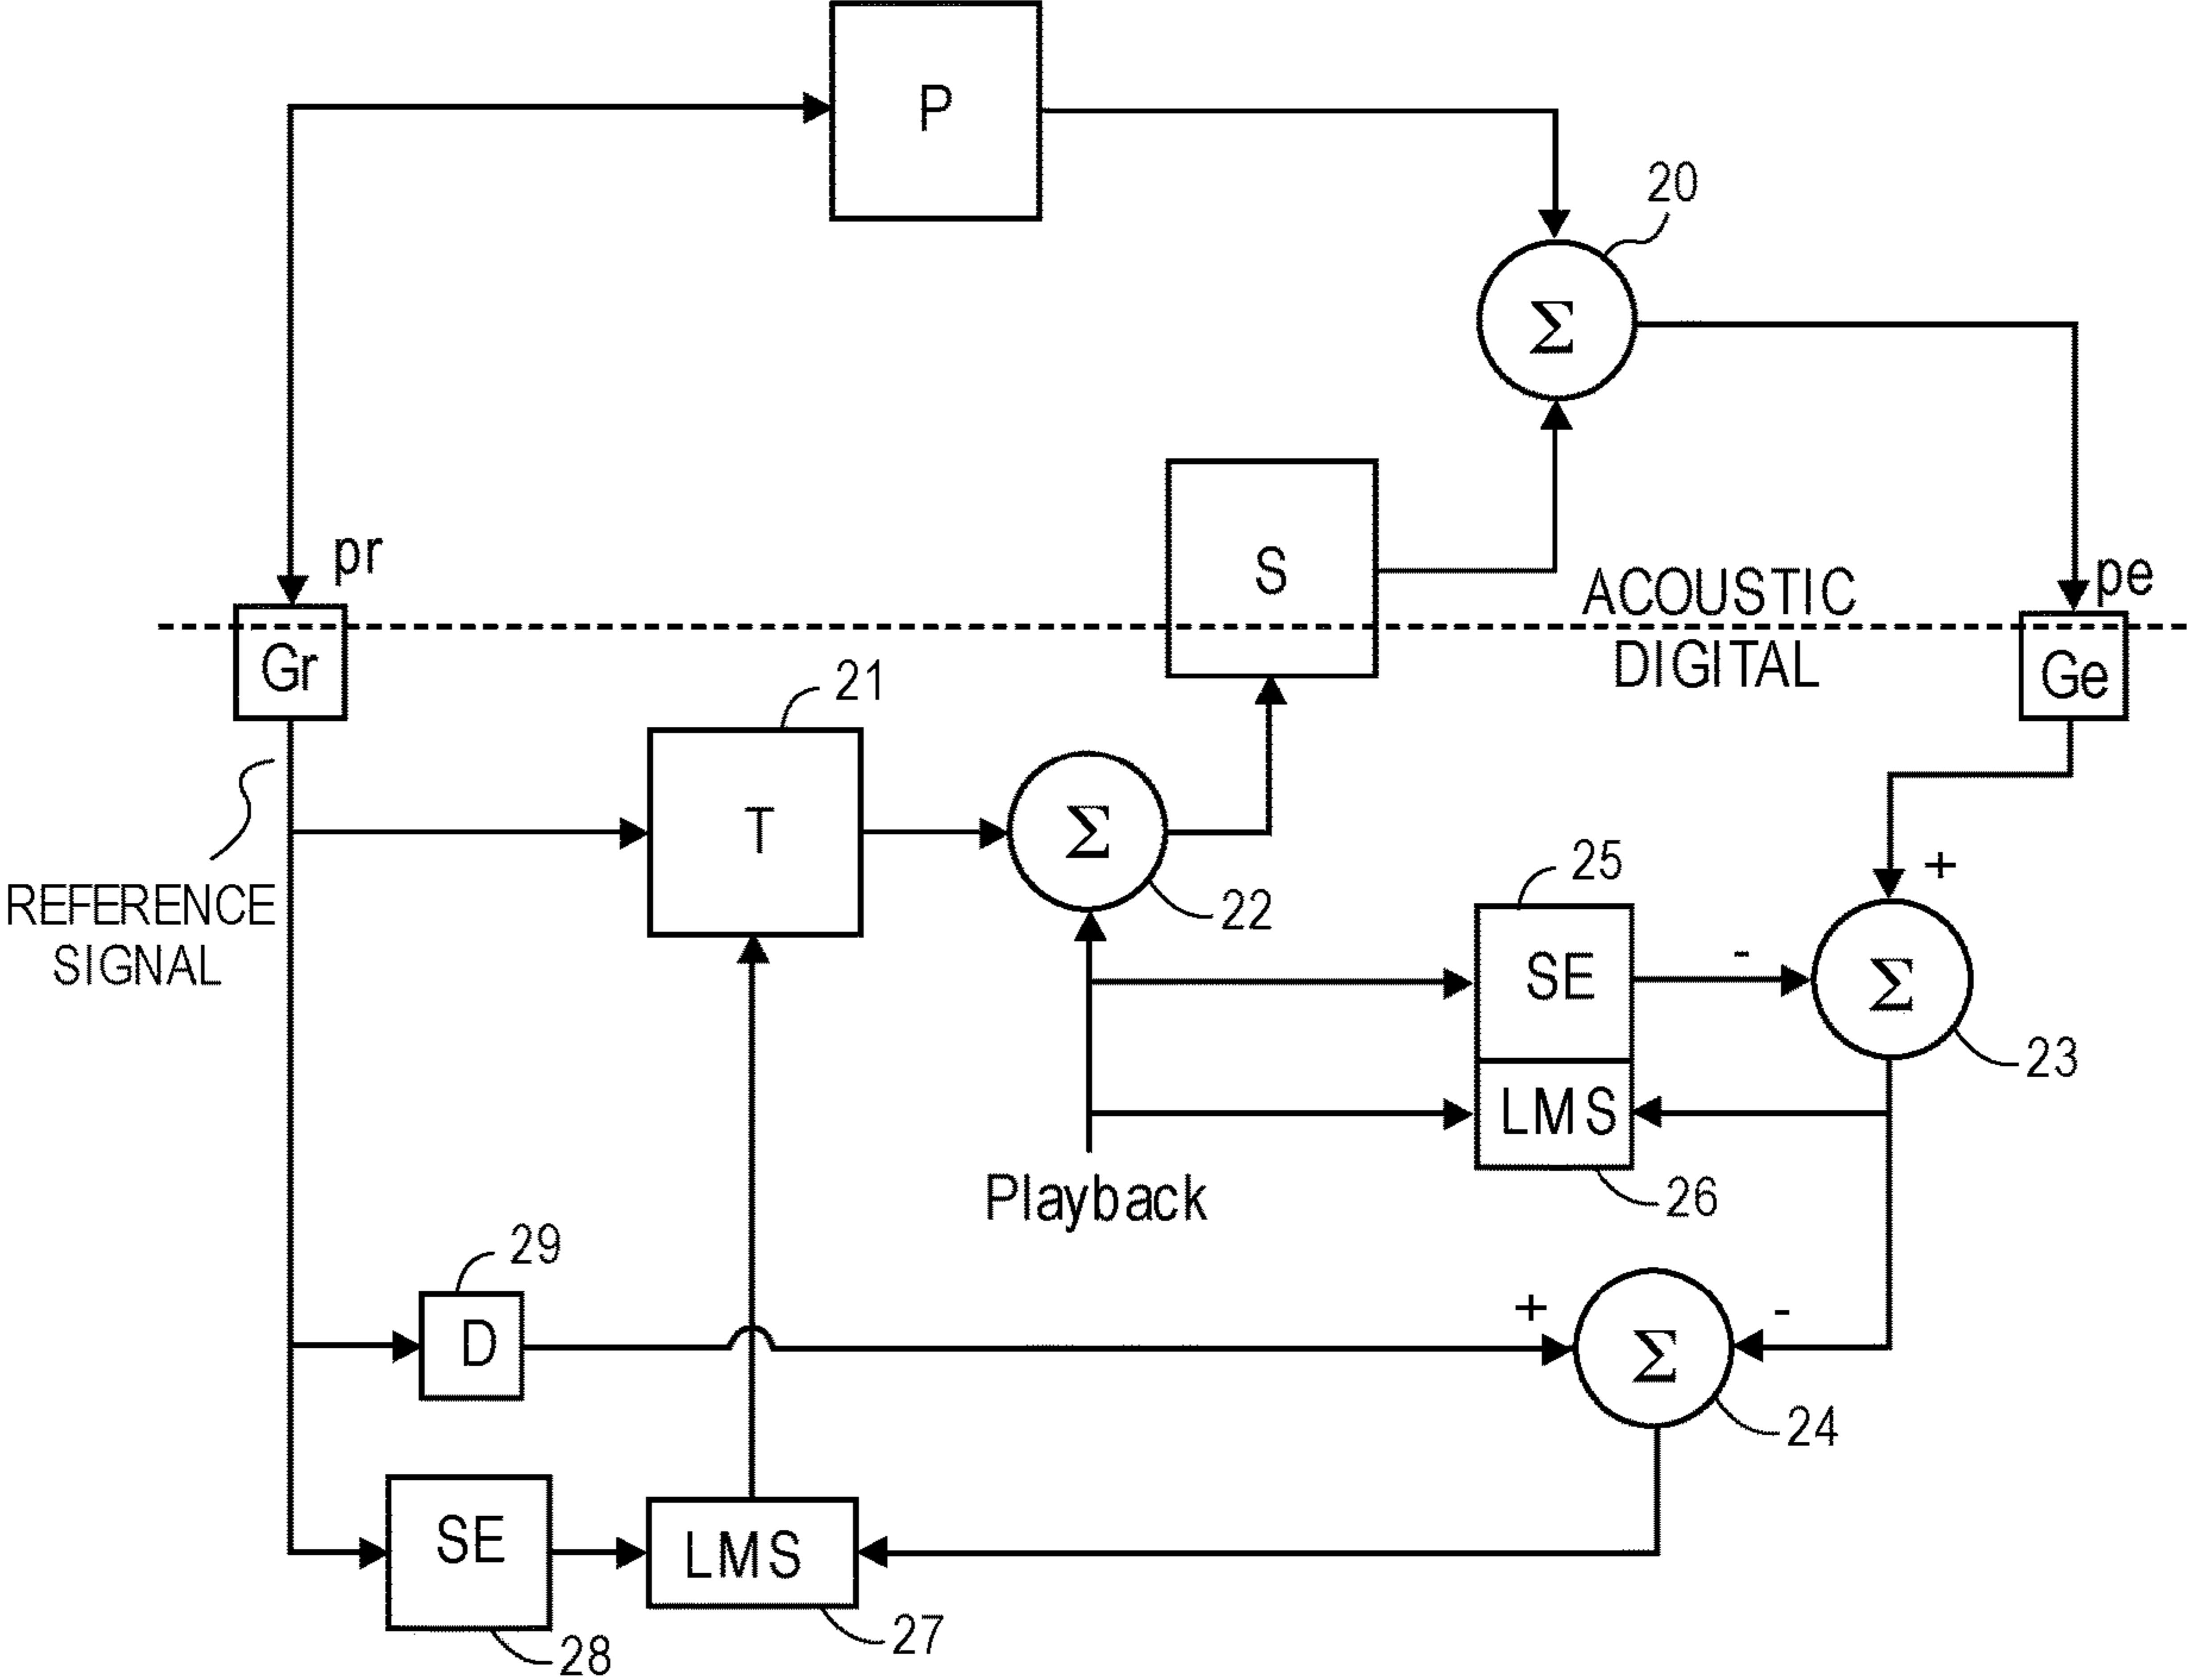 P
20
Σ
pr
S
ACOUSTIC
pe
DIGITAL
Gr
Ge
21
T
Σ
22
REFERENCE
SIGNAL
25
+
SE
-
Σ
23
LMS
26
Playback
29
D
+
-
Σ
24
SE
LMS
28
27